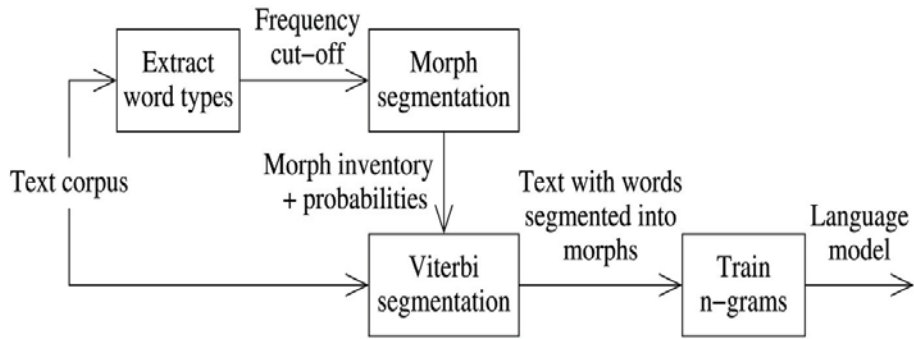 Extract
word types
Frequency
cut-off
Morph
segmentation
Text corpus
Morph inventory
+ probabilities
Viterbi
segmentation
Text with words
segmented into
morphs
Train
n-grams
Language
model